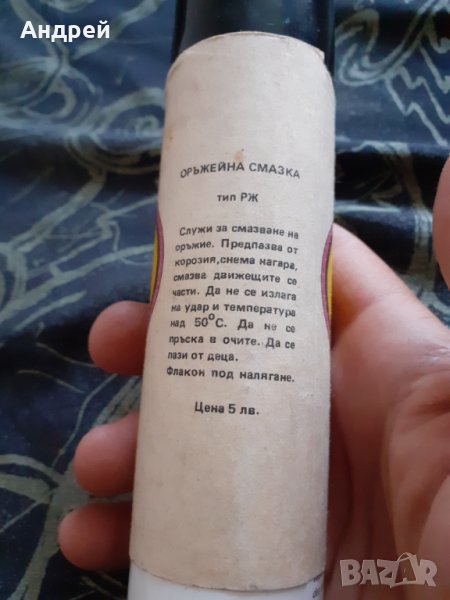 Андрей
ОРЪЖЕЙНА СМАЗКА
тип РЖ
Служи за смазване на
оръжие. Предпазва от
корозия,снема нагара,
смазва движещите се
части. Да не се излага
на удар и температура
над 50°С. Да не се
пръска в очите. Да се
пази от деца.
Флакон под налягане.
Цена 5 лв.
BAZAR